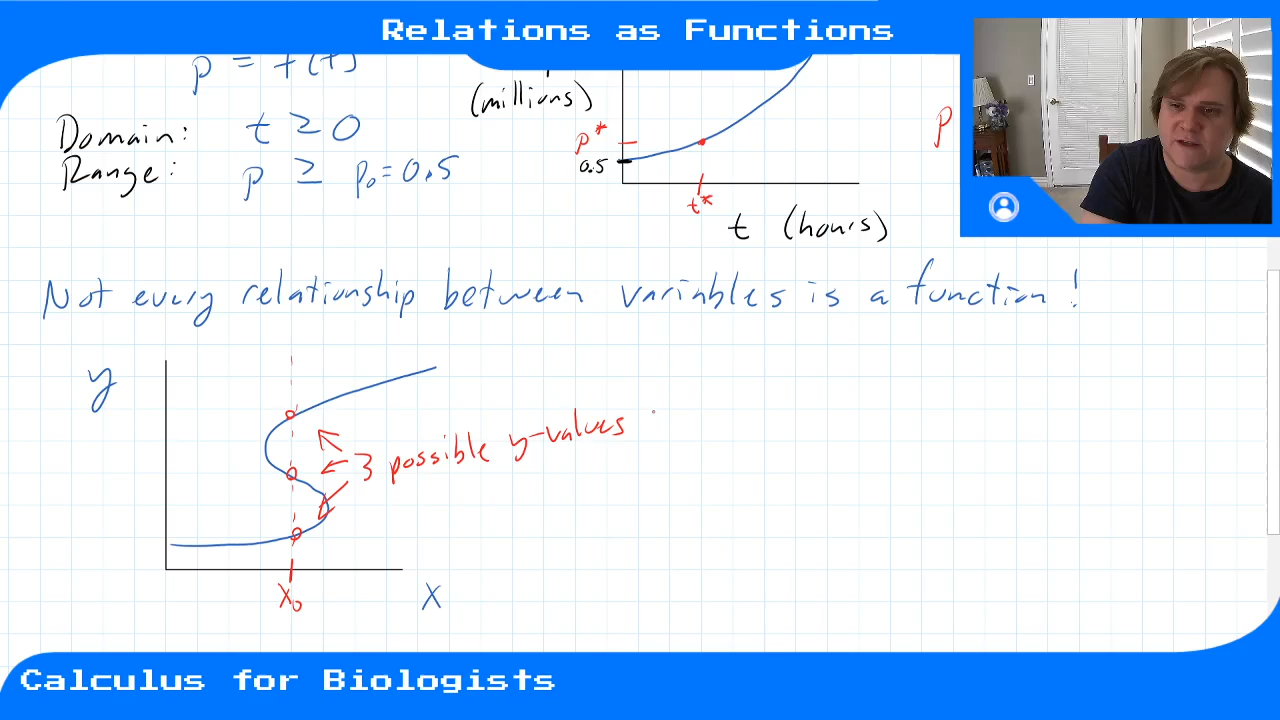 Relations as Functions
p = f(t)
(millions)
Domain: t ≥ 0
Range: p ≥ p₀ = 0.5
p*
0.5
t*
t (hours)
p
Not every relationship between variables is a function!
y
3 possible y-values
x₀
x
Calculus for Biologists